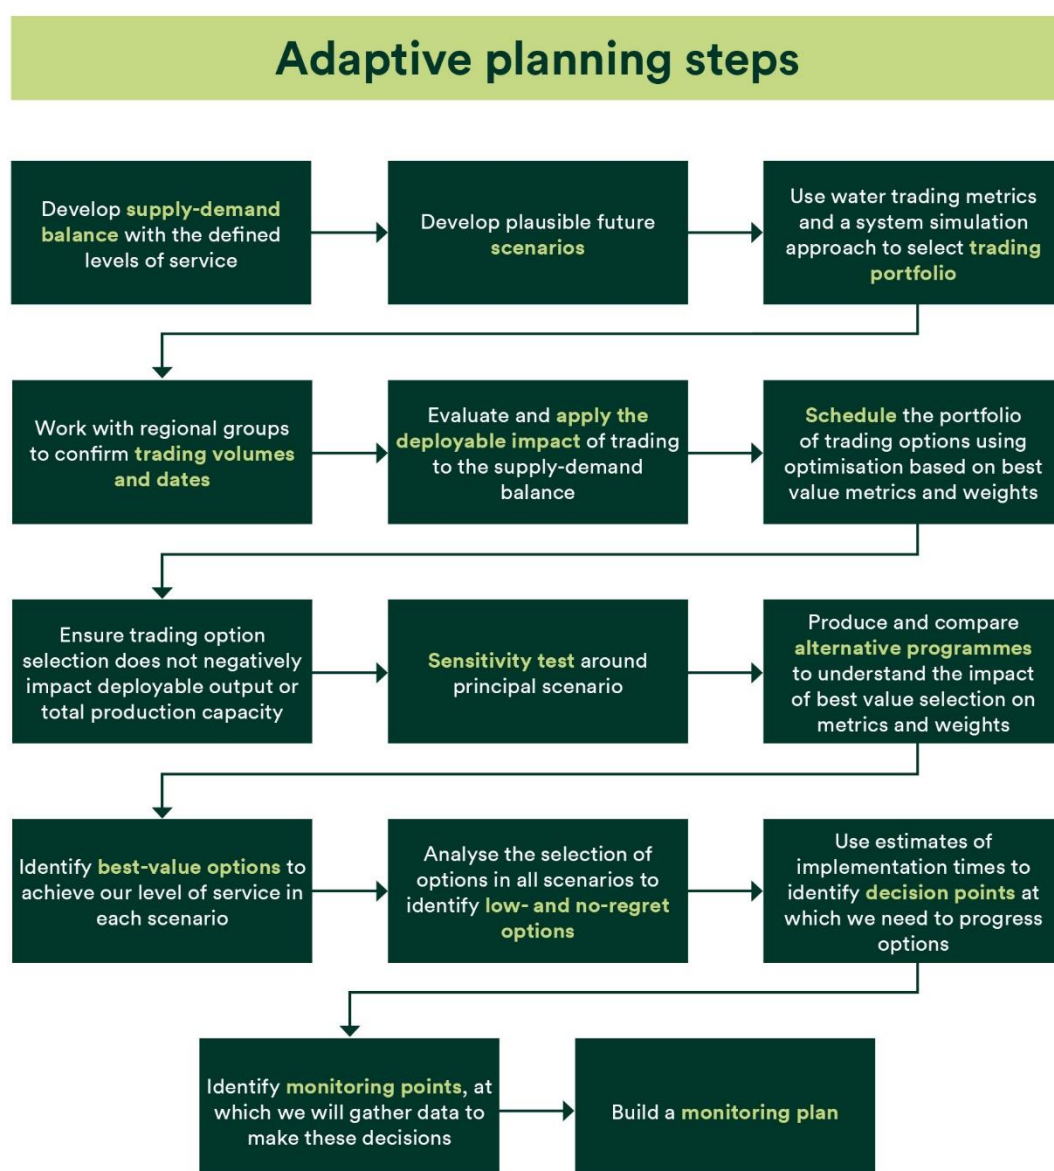 Adaptive planning steps
Develop supply-demand
balance with the defined
levels of service
Develop plausible future
scenarios
Use water trading metrics
and a system simulation
approach to select trading
portfolio
Work with regional groups
to confirm trading volumes
and dates
Evaluate and apply the
deployable impact of trading
to the supply-demand
balance
Schedule the portfolio
of trading options using
optimisation based on best
value metrics and weights
Ensure trading option
selection does not negatively
impact deployable output or
total production capacity
Sensitivity test around
principal scenario
Produce and compare
alternative programmes
to understand the impact
of best value selection on
metrics and weights
Identify best-value options to
achieve our level of service in
each scenario
Analyse the selection of
options in all scenarios to
identify low- and no-regret
options
Use estimates of
implementation times to
identify decision points at
which we need to progress
options
Identify monitoring points, at
which we will gather data to
make these decisions
Build a monitoring plan